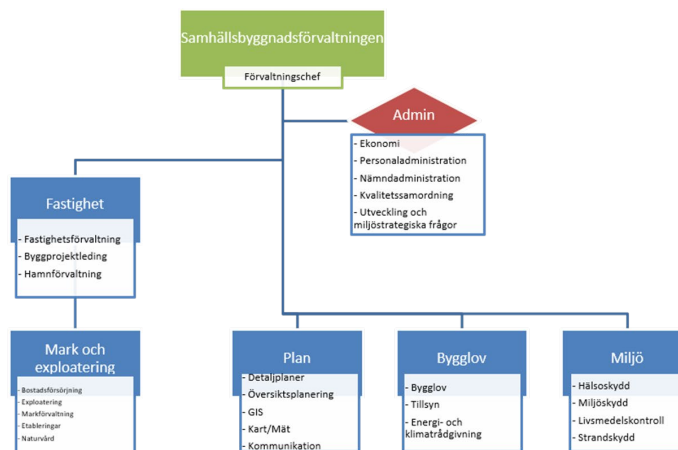 Samhällsbyggnadsförvaltningen
Förvaltningschef
Admin
- Ekonomi
- Personaladministration
- Nämndadministration
- Kvalitetssamordning
- Utveckling och
miljöstrategiska frågor
Fastighet
- Fastighetsförvaltning
- Byggprojektleding
- Hamnförvaltning
Mark och
exploatering
- Bostadsförsörjning
- Exploatering
- Markförvaltning
- Etableringar
- Naturvård
Plan
- Detaljplaner
- Översiktsplanering
- GIS
- Kart/Mät
- Kommunikation
Bygglov
- Bygglov
- Tillsyn
- Energi- och
klimatrådgivning
Miljö
- Hälsoskydd
- Miljöskydd
- Livsmedelskontroll
- Strandskydd